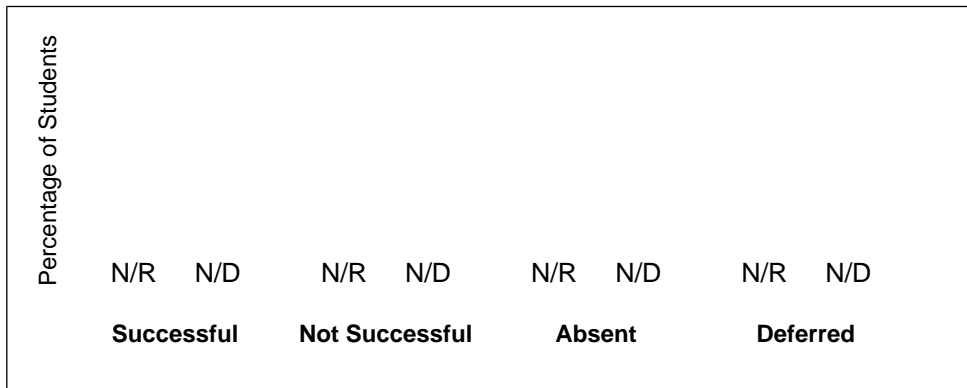 Percentage of Students
N/R N/D N/R N/D N/R N/D N/R N/D
Successful Not Successful Absent Deferred